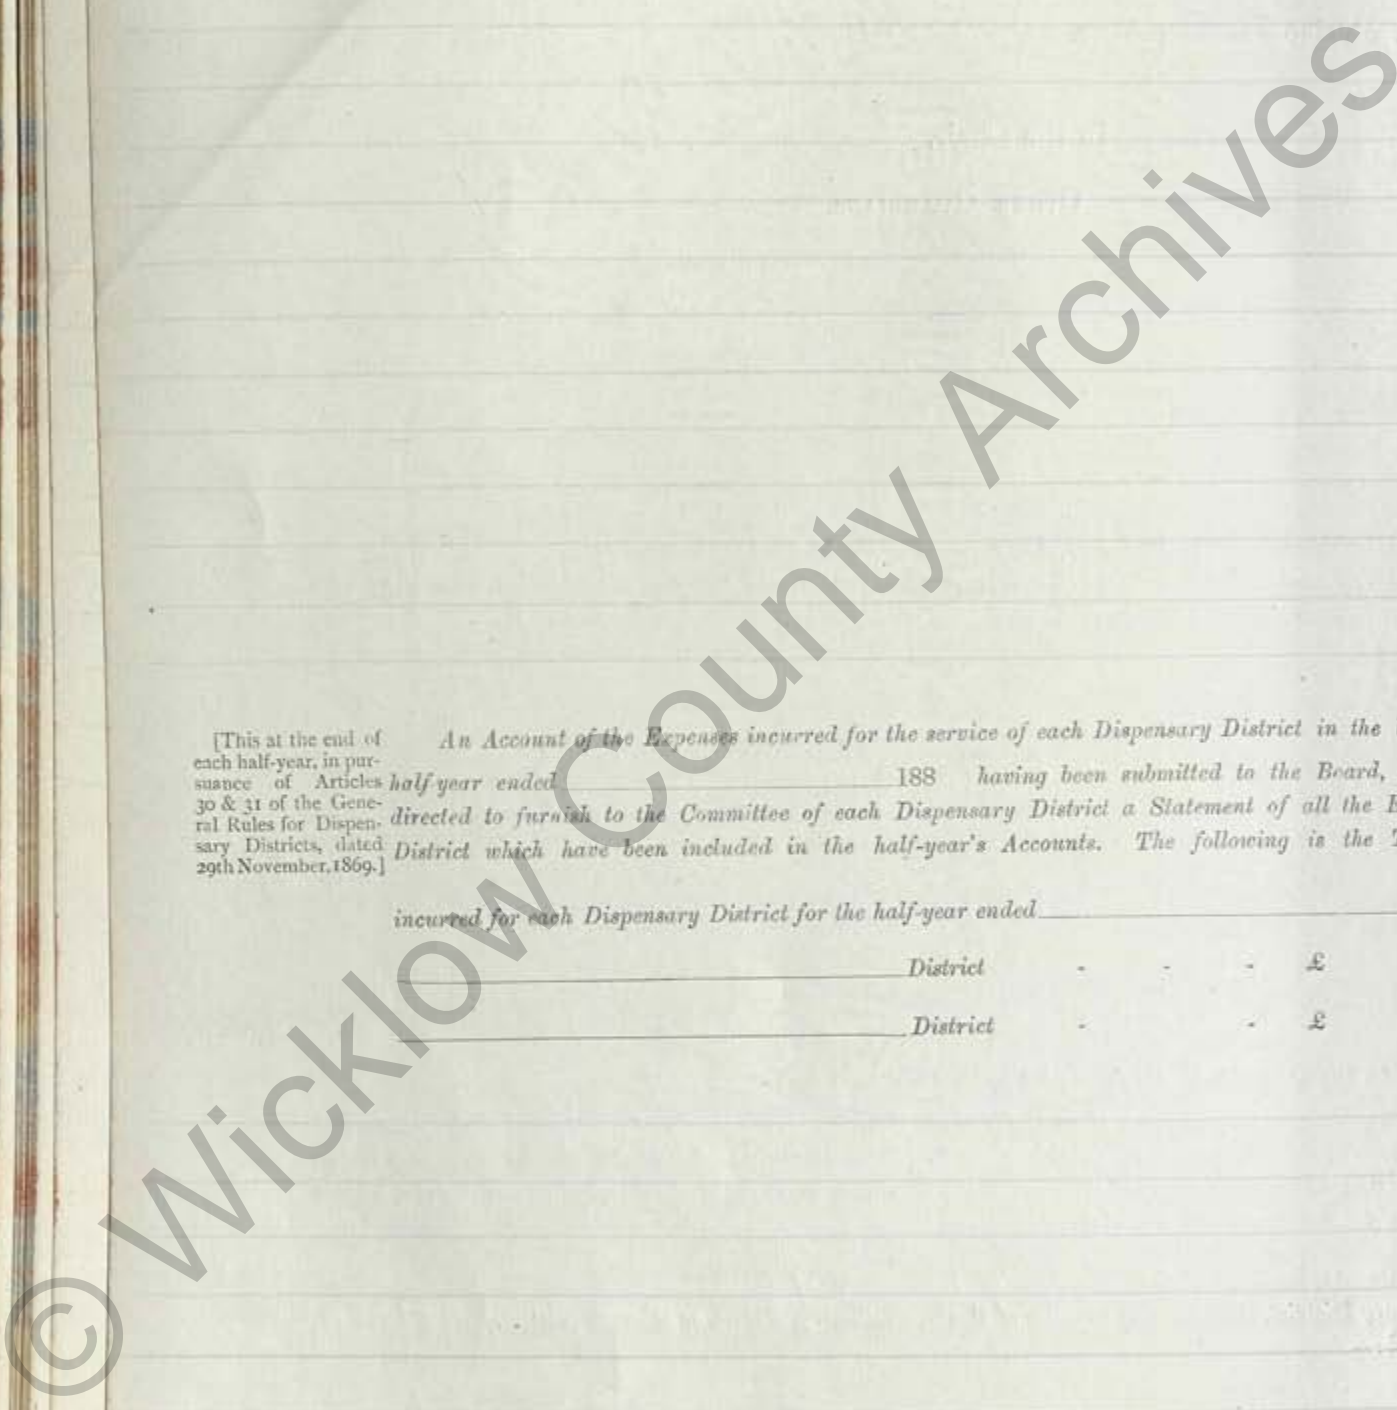 [This at the end of
each half-year, in pur-
suance of Articles
30 & 31 of the Gene-
ral Rules for Dispen-
sary Districts, dated
29th November, 1869.]
An Account of the Expenses incurred for the service of each Dispensary District in the
half-year ended 188 having been submitted to the Board,
directed to furnish to the Committee of each Dispensary District a Statement of all the
District which have been included in the half-year's Accounts. The following is the
incurred for each Dispensary District for the half-year ended
District - - - £
District - - £
© Wicklow County Archives